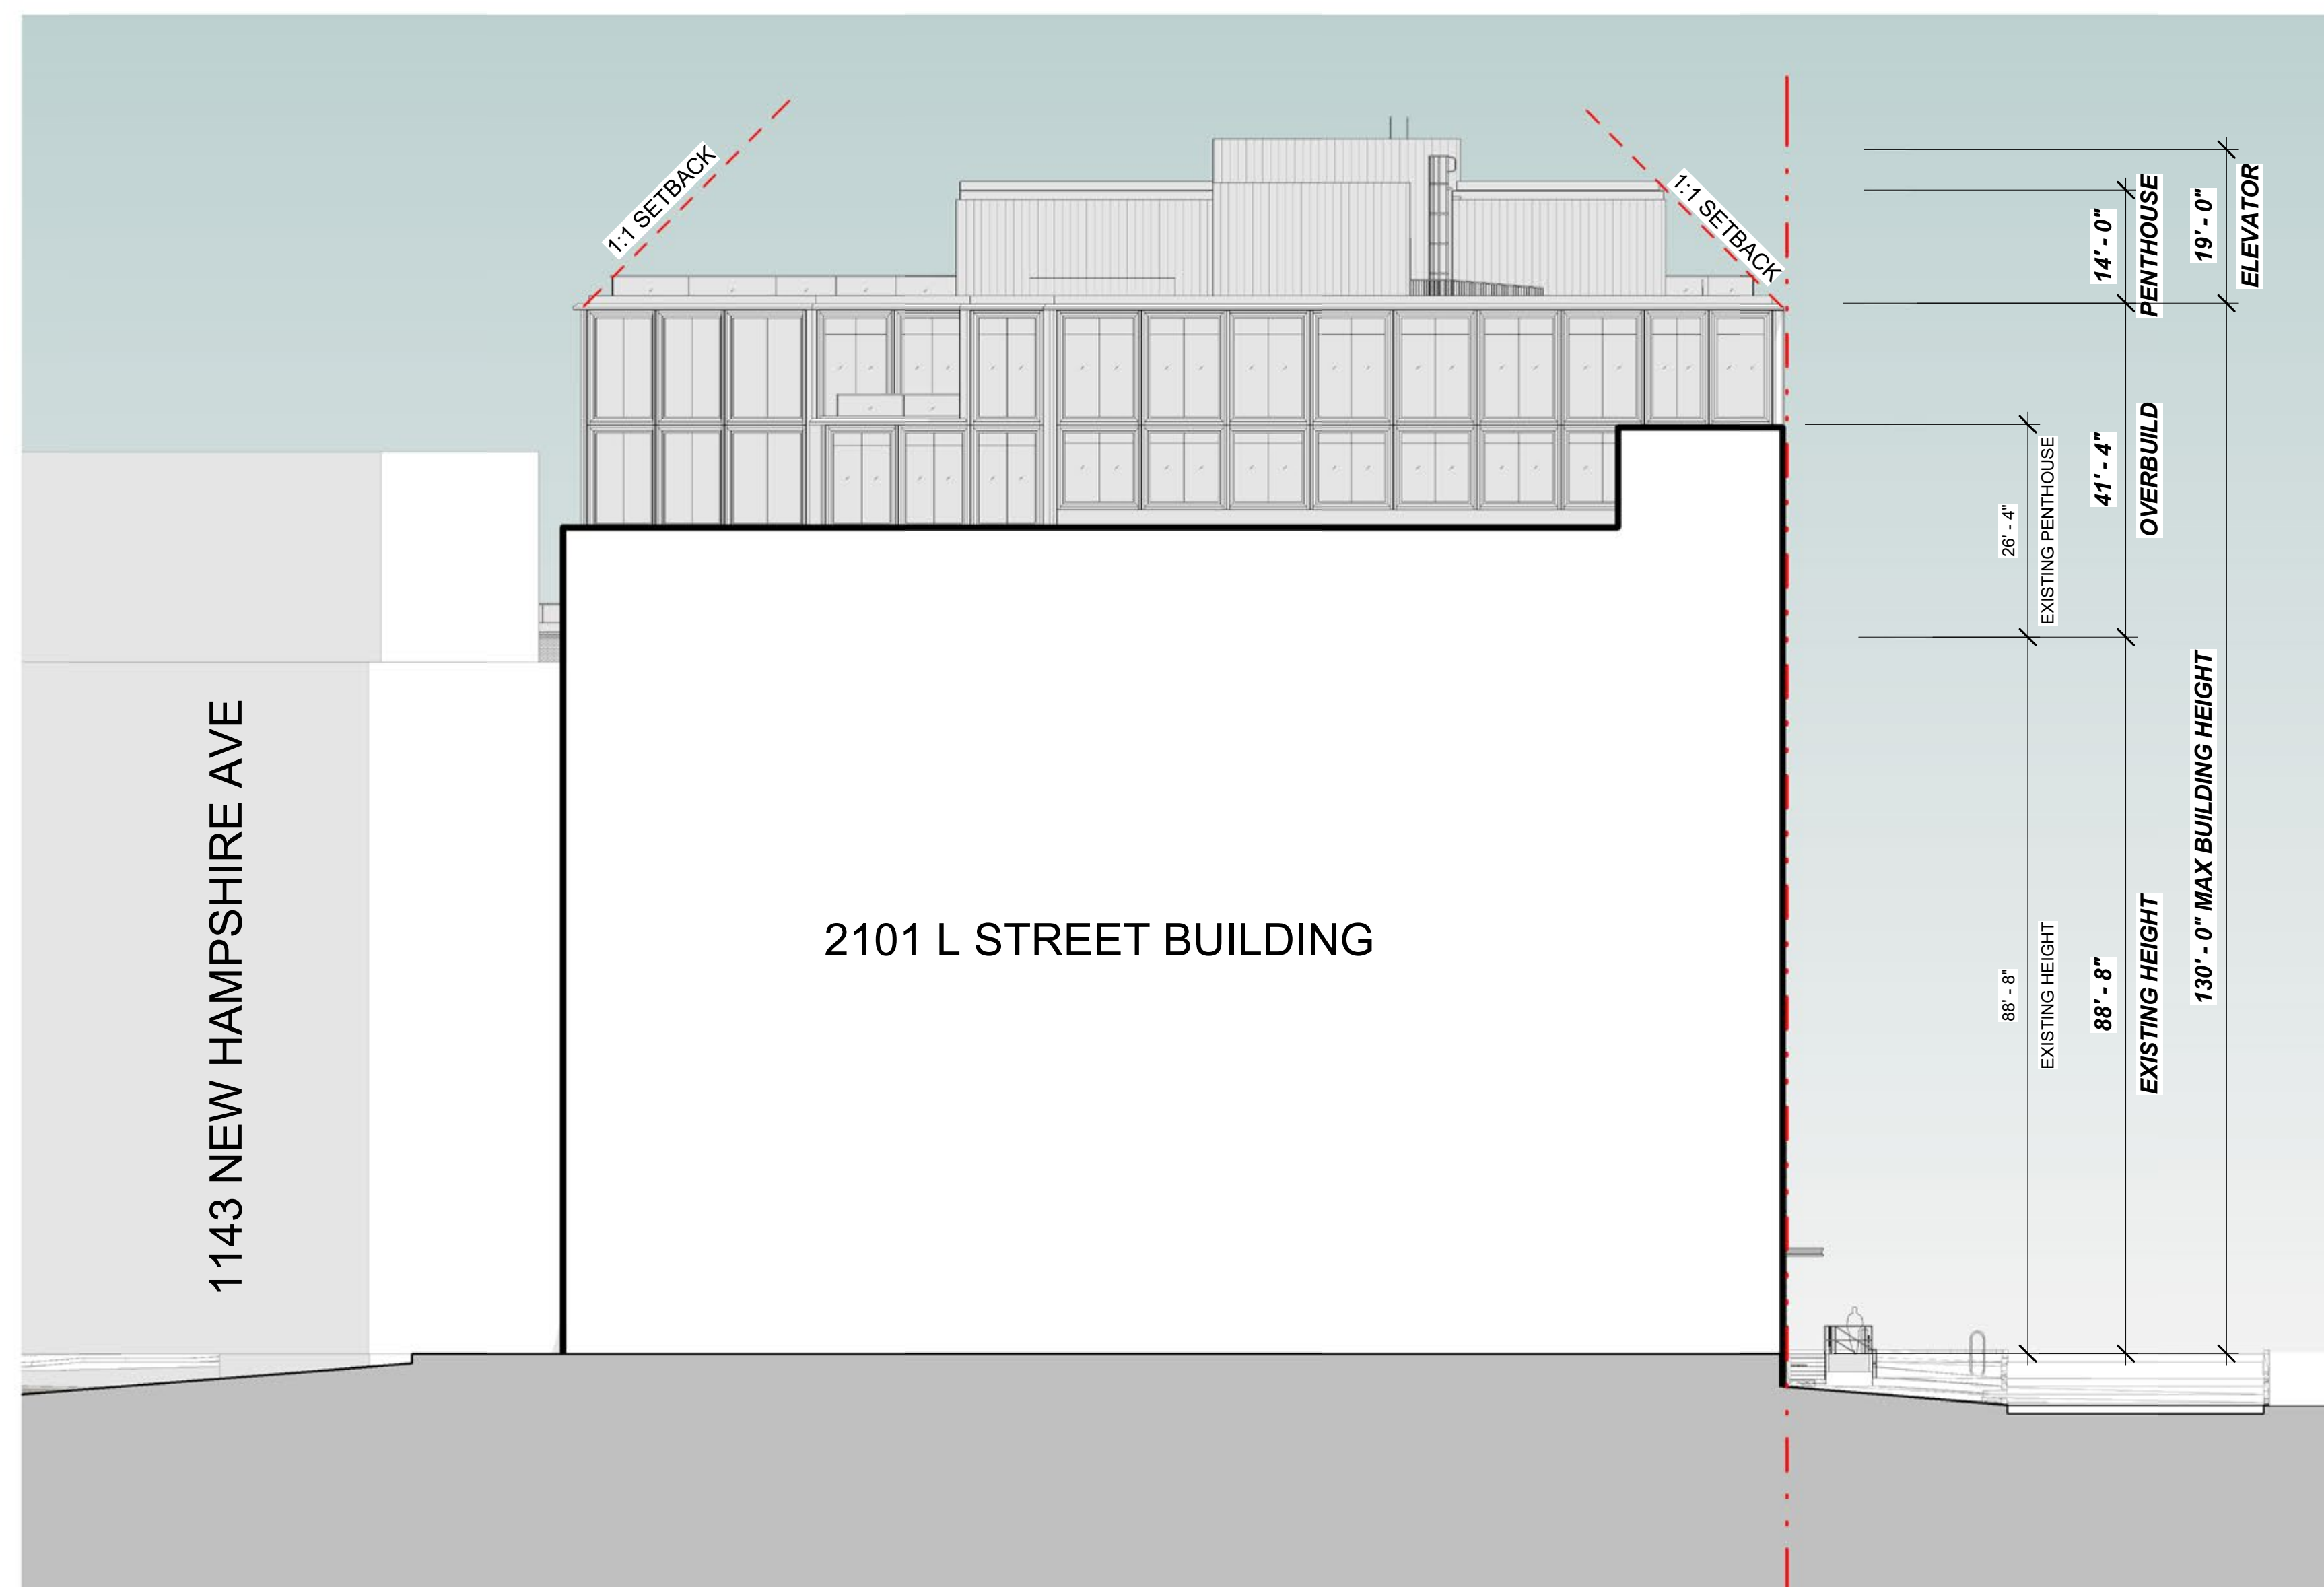 1:1 SETBACK
1:1 SETBACK
14' - 0"
PENTHOUSE
19' - 0"
ELEVATOR
26' - 4"
EXISTING PENTHOUSE
41' - 4"
OVERBUILD
88' - 8"
EXISTING HEIGHT
88' - 8"
EXISTING HEIGHT
130' - 0" MAX BUILDING HEIGHT
1143 NEW HAMPSHIRE AVE
2101 L STREET BUILDING